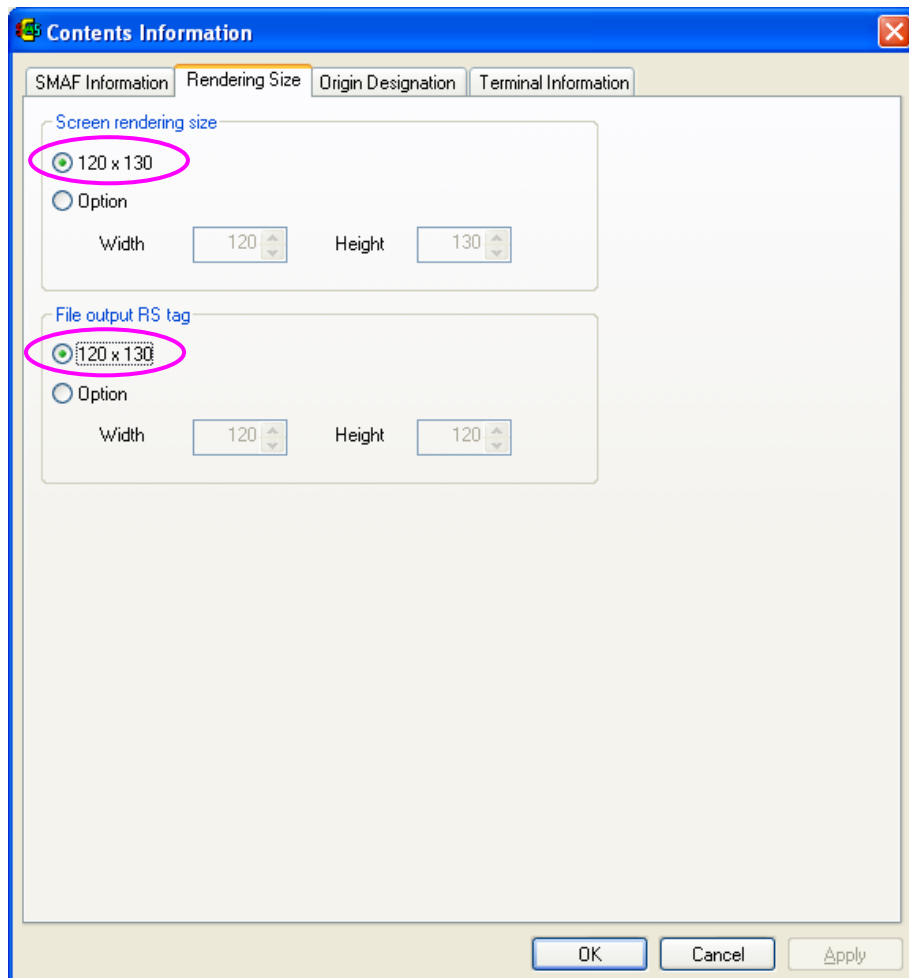 Contents Information
SMAF Information Rendering Size Origin Designation Terminal Information
Screen rendering size
120 x 130
Option
Width 120 Height 130
File output RS tag
120 x 130
Option
Width 120 Height 120
OK Cancel Apply